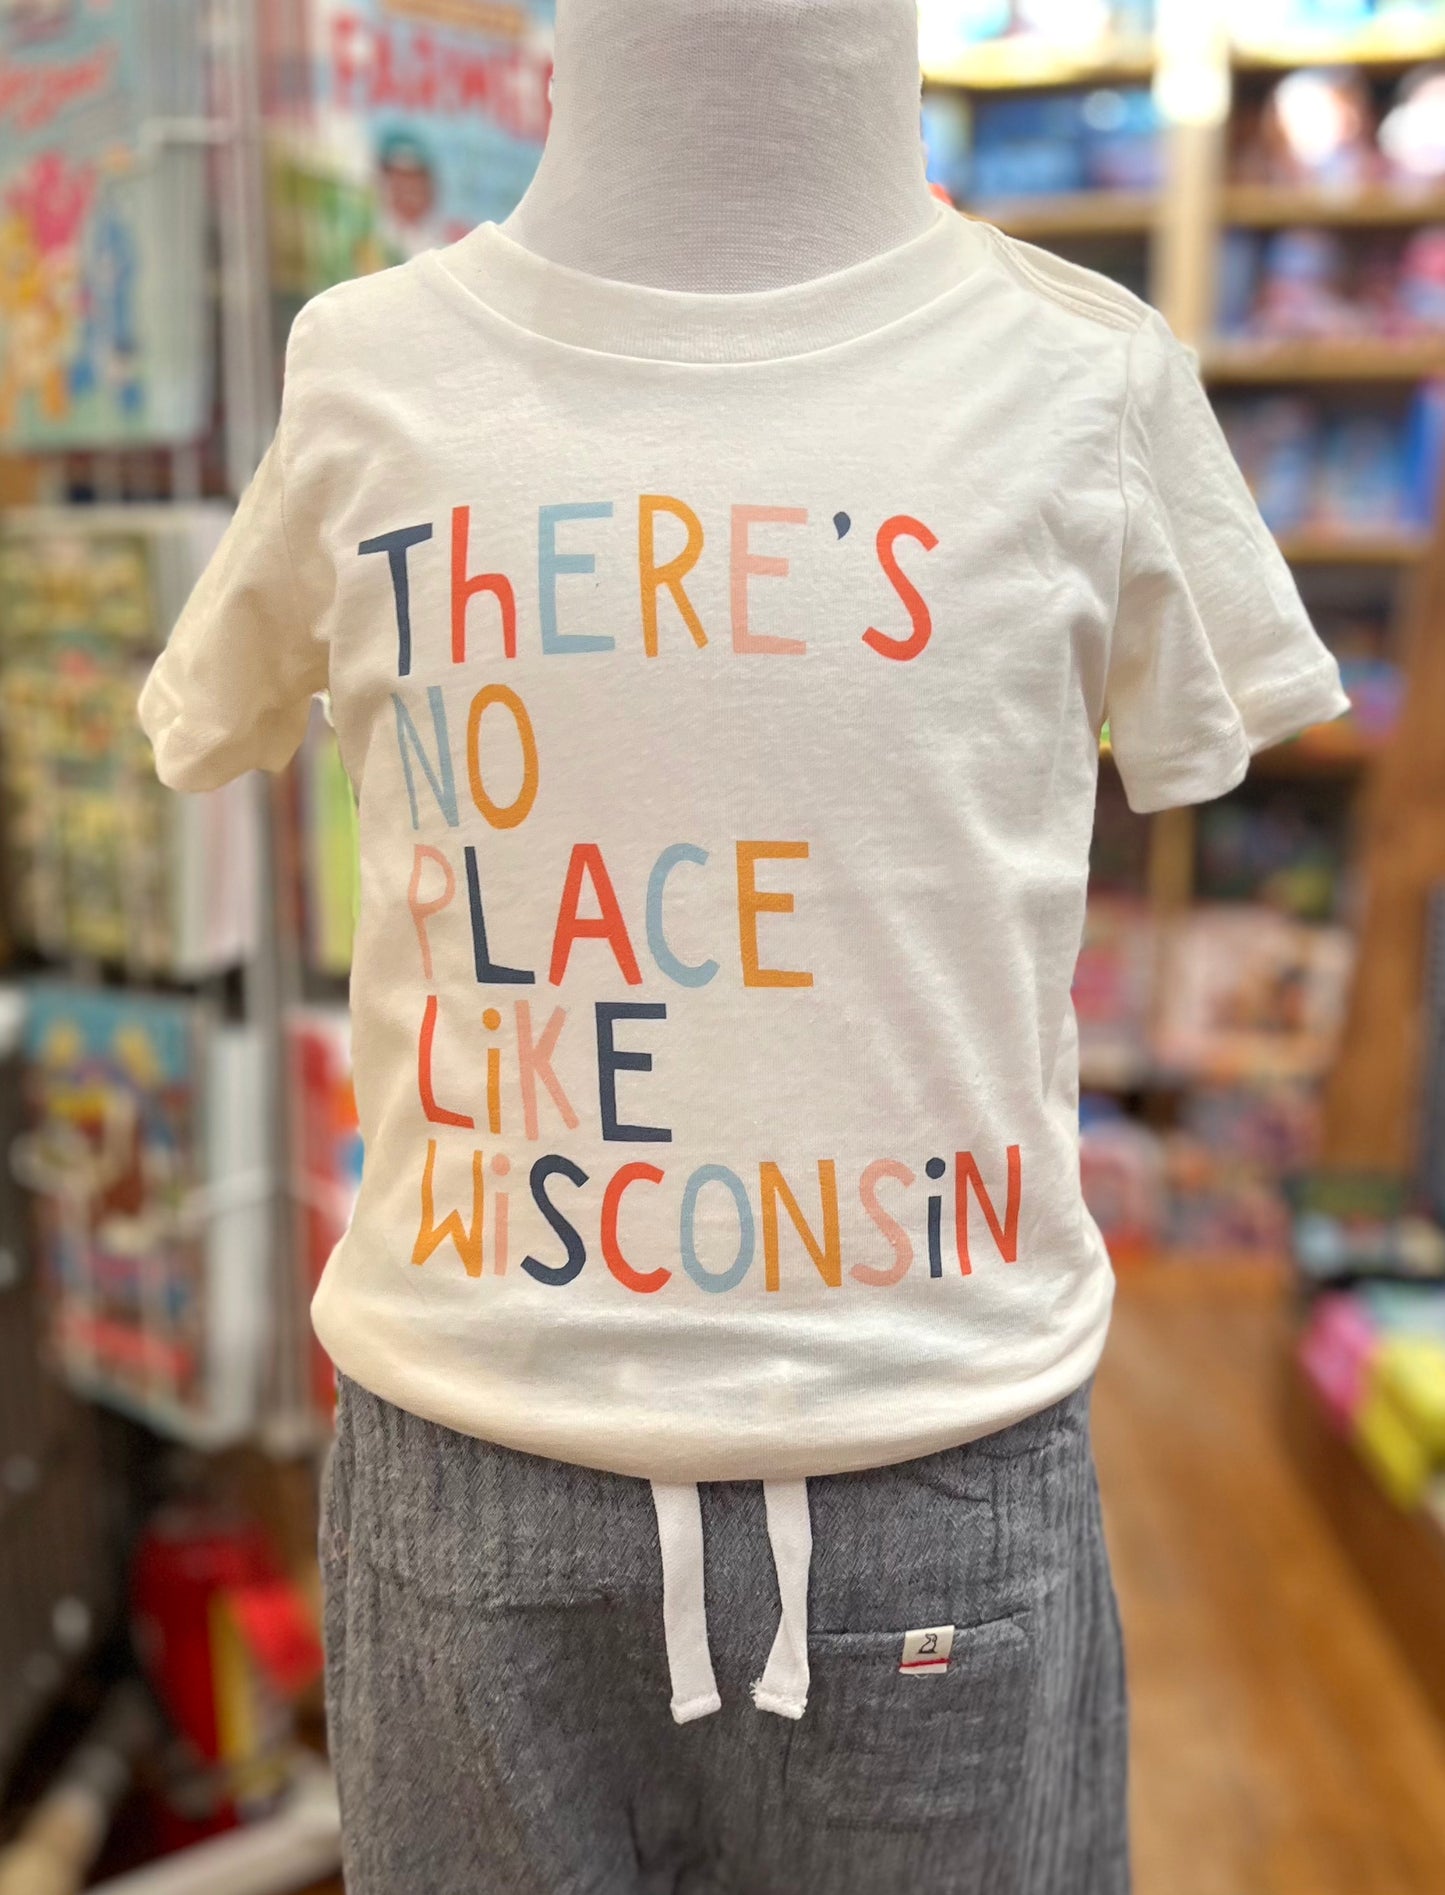 ThERE'S
NO
PLACE
LiKE
WiSCONSiN